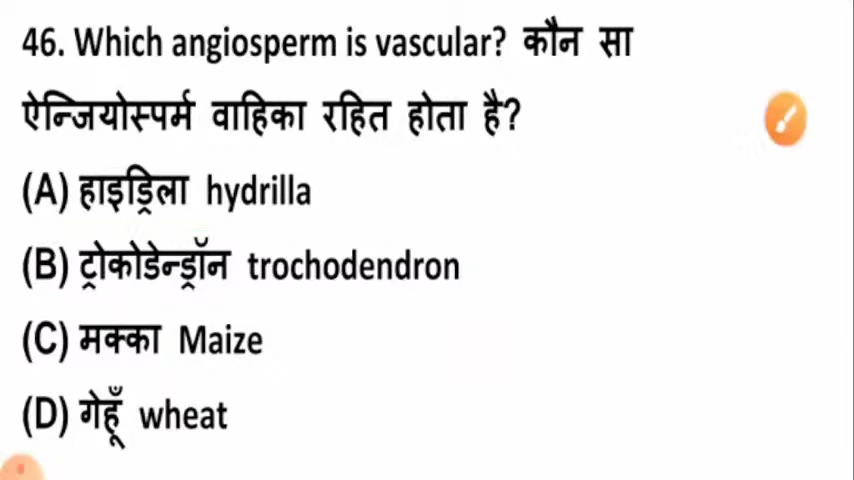 46. Which angiosperm is vascular? कौन सा
ऐन्जियोस्पर्म वाहिका रहित होता है?
(A) हाइड्रिला hydrilla
(B) ट्रोकोडेन्ड्रॉन trochodendron
(C) मक्का Maize
(D) गेहूँ wheat